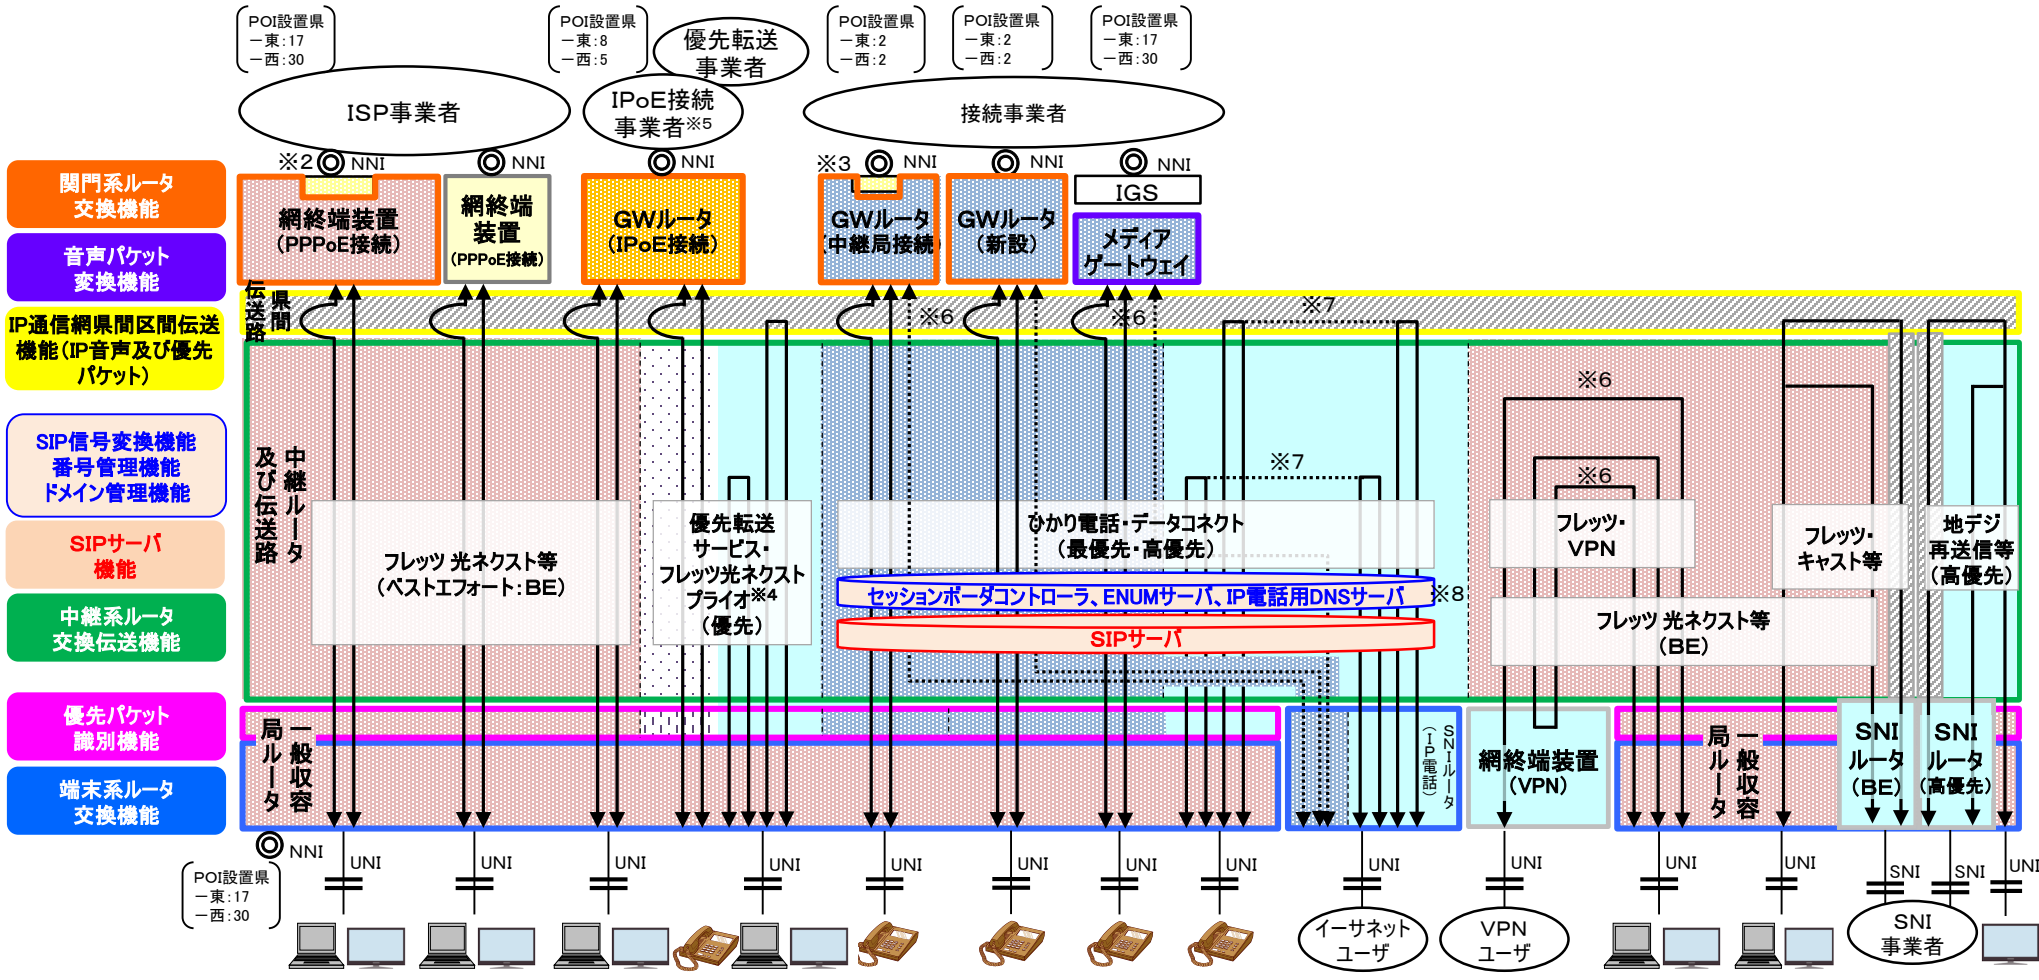 POI設置県
－東：17
－西：30
POI設置県
－東：8
－西：5
優先転送
事業者
POI設置県
－東：2
－西：2
POI設置県
－東：2
－西：2
POI設置県
－東：17
－西：30
ISP事業者
IPoE接続
事業者※5
接続事業者
※2
NNI
NNI
NNI
※3
NNI
NNI
NNI
関門系ルータ
交換機能
音声パケット
変換機能
IP通信網県間区間伝送
機能（IP音声及び優先
パケット）
SIP信号変換機能
番号管理機能
ドメイン管理機能
SIPサーバ
機能
中継系ルータ
交換伝送機能
優先パケット
識別機能
端末系ルータ
交換機能
網終端装置
（PPPoE接続）
網終端
装置
（PPPoE接続）
GWルータ
（IPoE接続）
GWルータ
（中継局接続）
GWルータ
（新設）
IGS
メディア
ゲートウェイ
県間
伝送路
※6
※6
※7
中継ルータ
及び伝送路
※6
※7
※6
フレッツ 光ネクスト等
（ベストエフォート：BE）
優先転送
サービス・
フレッツ光ネクスト
プライオ※4
（優先）
ひかり電話・データコネクト
（最優先・高優先）
セッションボーダコントローラ、ENUMサーバ、IP電話用DNSサーバ
※8
SIPサーバ
フレッツ・
VPN
フレッツ・
キャスト等
地デジ
再送信等
（高優先）
フレッツ 光ネクスト等
（BE）
一般収容
局ルータ
SNIルータ
（IP電話）
網終端装置
（VPN）
一般収容
局ルータ
SNI
ルータ
（BE）
SNI
ルータ
（高優先）
NNI
POI設置県
－東：17
－西：30
UNI
UNI
UNI
UNI
UNI
UNI
UNI
UNI
UNI
UNI
UNI
UNI
SNI
SNI
UNI
イーサネット
ユーザ
VPN
ユーザ
SNI
事業者